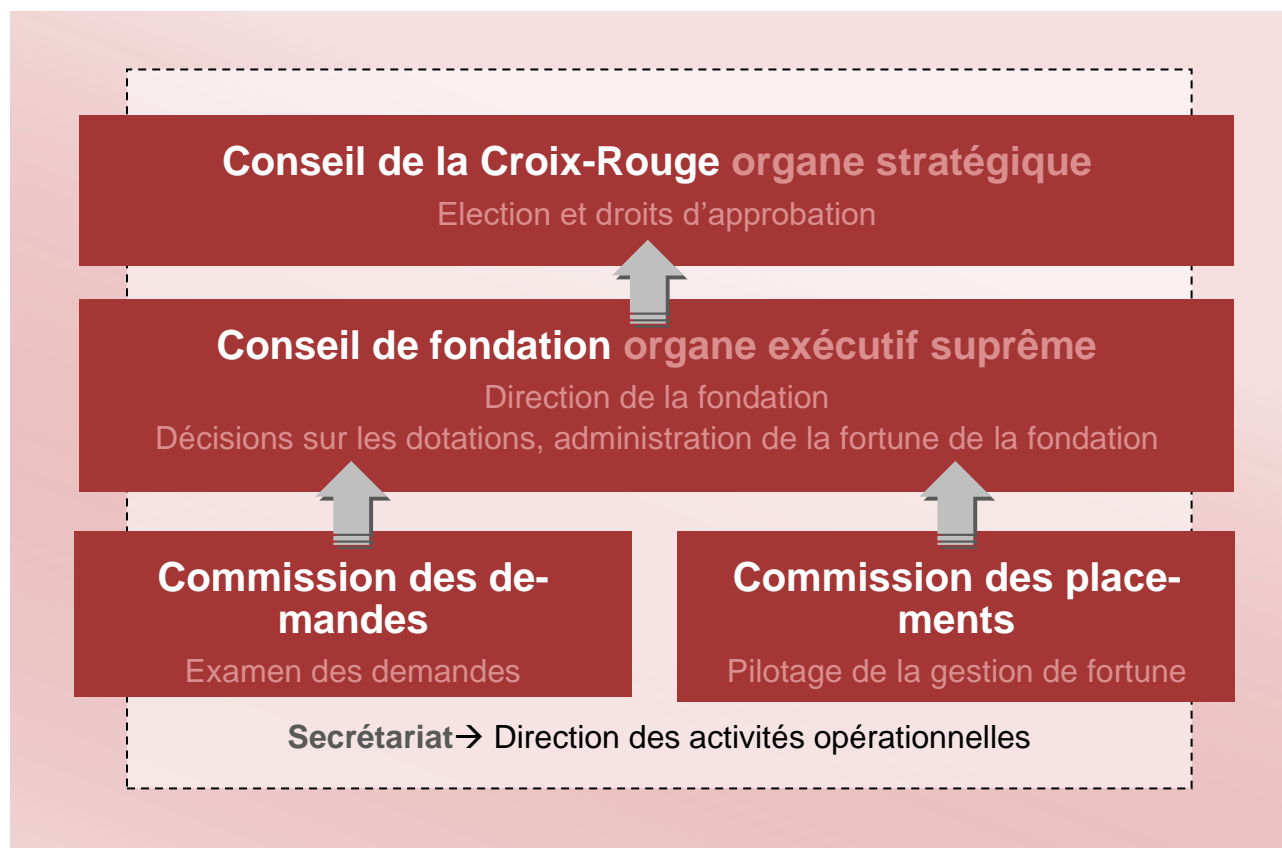 Conseil de la Croix-Rouge organe stratégique
Election et droits d’approbation
Conseil de fondation organe exécutif suprême
Direction de la fondation
Décisions sur les dotations, administration de la fortune de la fondation
Commission des de-
mandes
Examen des demandes
Commission des place-
ments
Pilotage de la gestion de fortune
Secrétariat→ Direction des activités opérationnelles